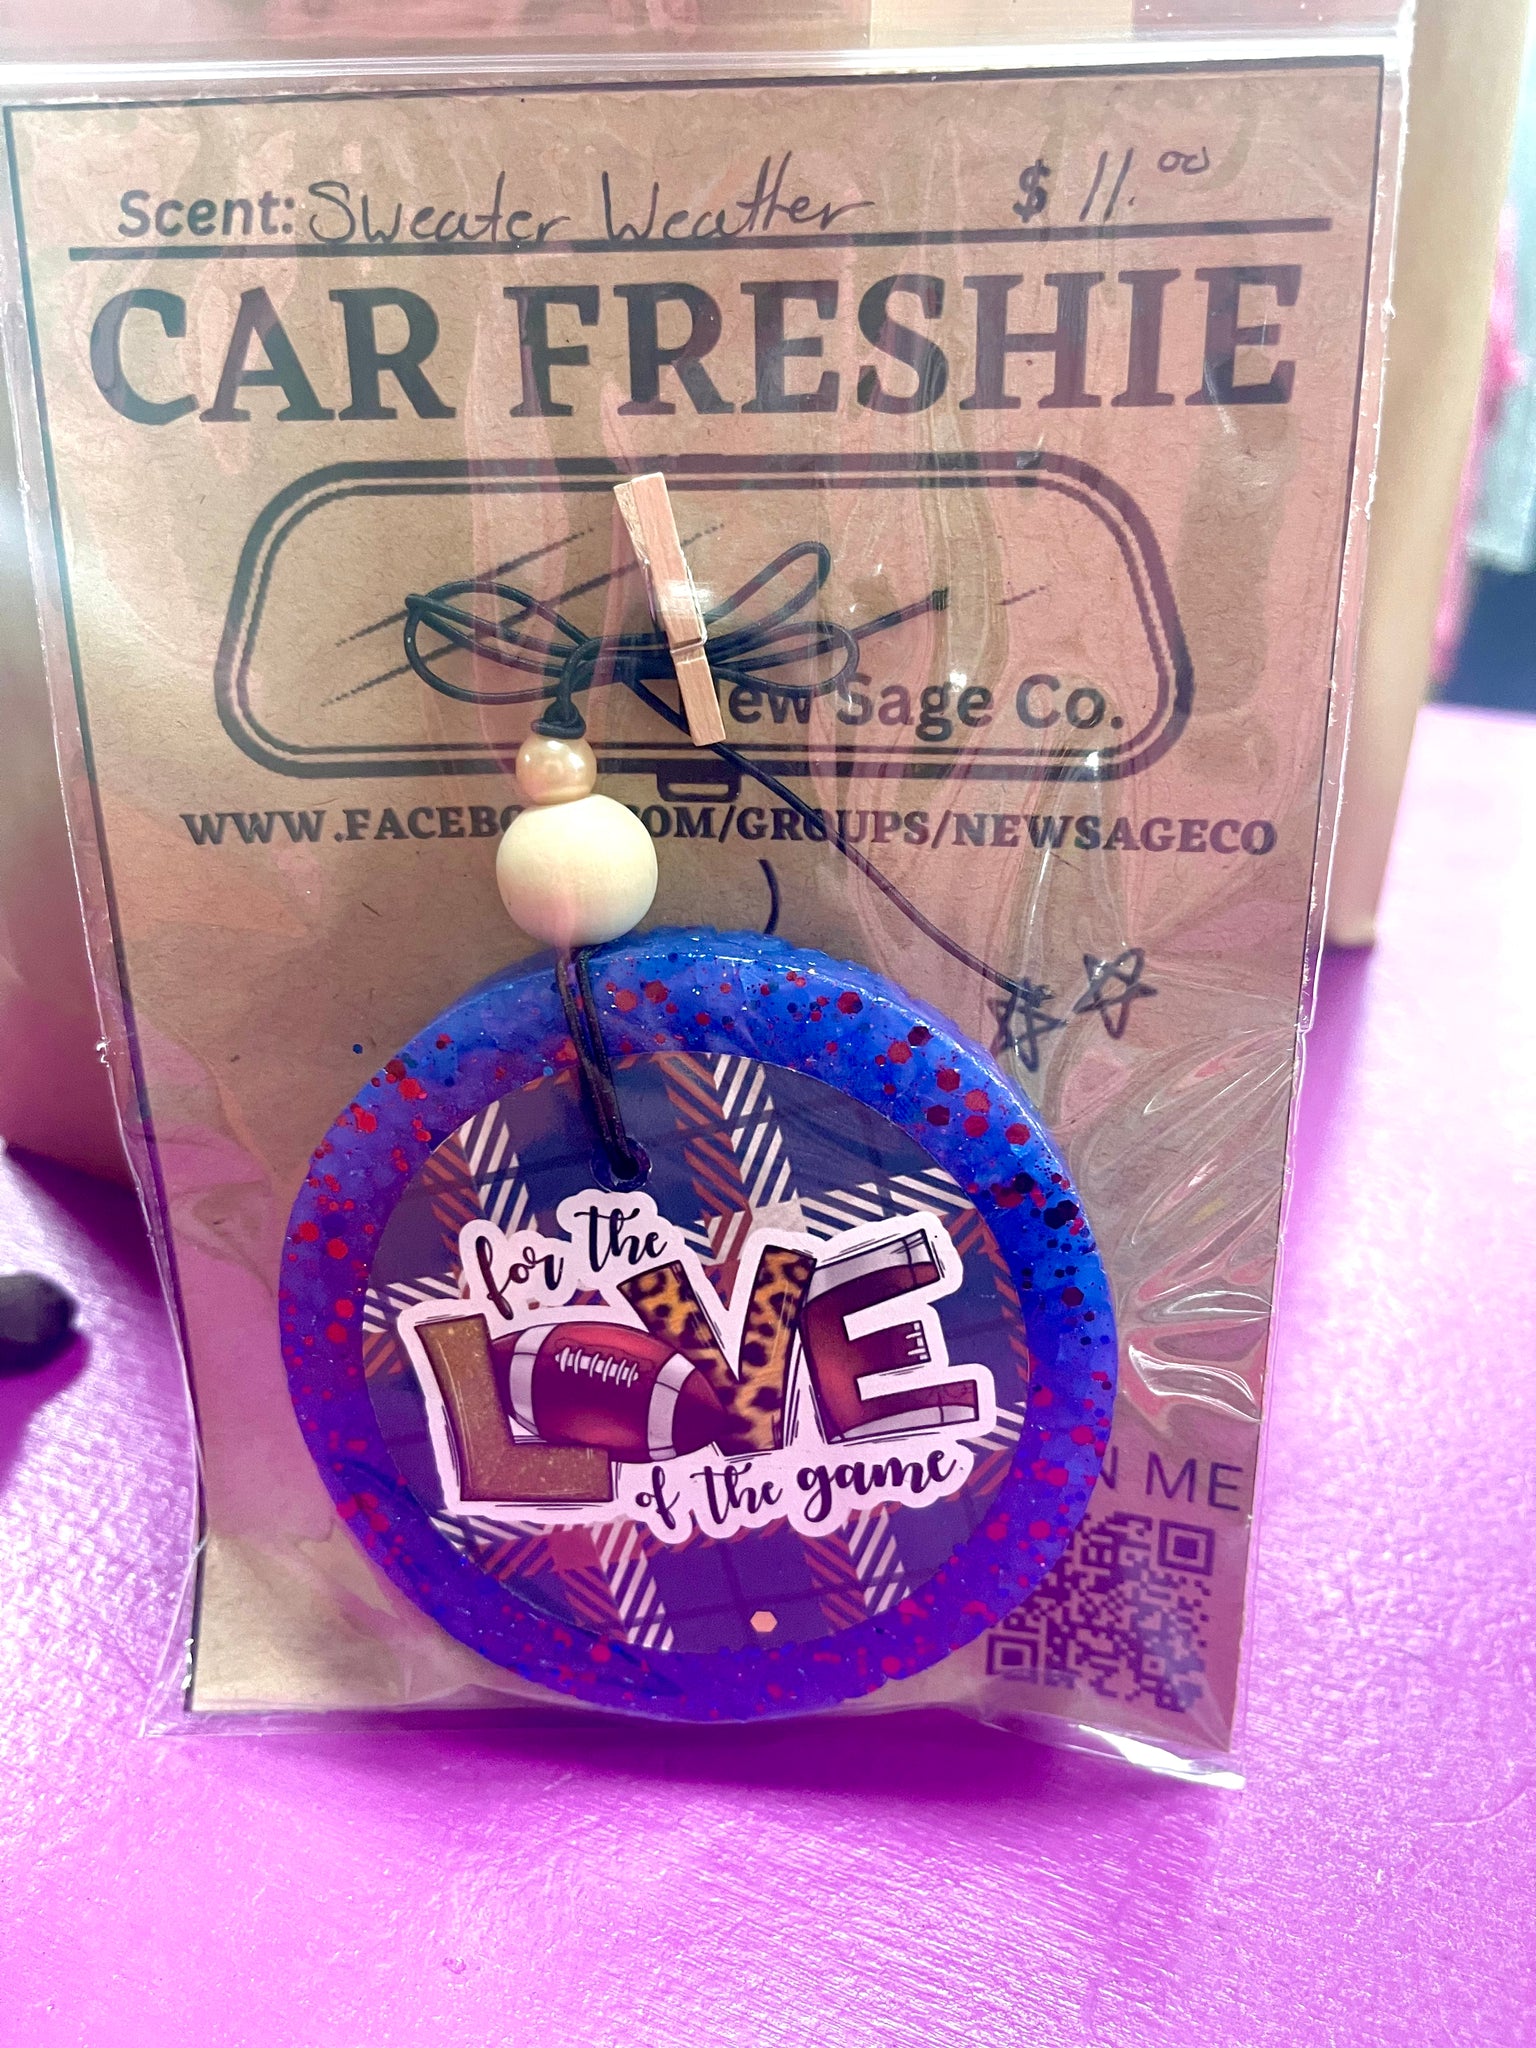 Scent: Sweater Weather $ 11.00
CAR FRESHIE
ew Sage Co.
WWW.FACEBO OM/GROUPS/NEWSAGECO
for the
LOVE
of the game
N ME